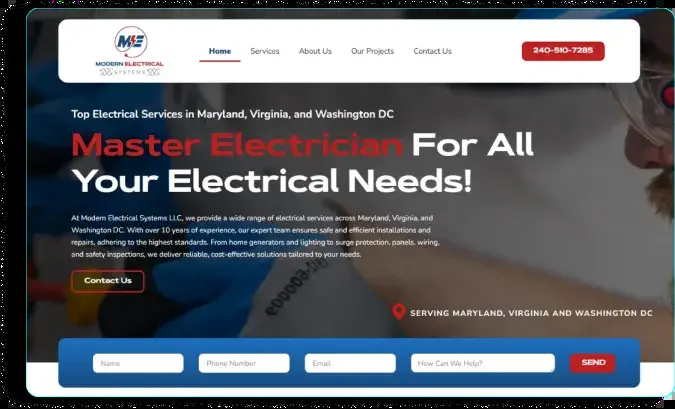 MSE
MODERN ELECTRICAL
SYSTEMS
Home Services About Us Our Projects Contact Us
240-510-7285
Top Electrical Services in Maryland, Virginia, and Washington DC
Master Electrician For All
Your Electrical Needs!
At Modern Electrical Systems LLC, we provide a wide range of electrical services across Maryland, Virginia, and
Washington DC. With over 10 years of experience, our expert team ensures safe and efficient installations and
repairs, adhering to the highest standards. From home generators and lighting to surge protection, panels, wiring,
and safety inspections, we deliver reliable, cost-effective solutions tailored to your needs.
Contact Us
SERVING MARYLAND, VIRGINIA AND WASHINGTON DC
Name Phone Number Email How Can We Help? SEND